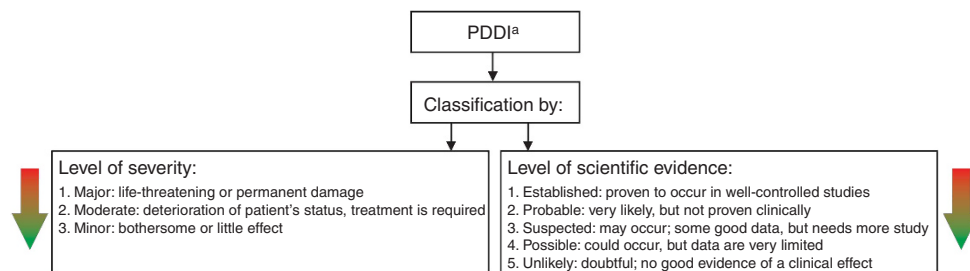 PDDIᵃ
Classification by:
Level of severity:
1. Major: life-threatening or permanent damage
2. Moderate: deterioration of patient's status, treatment is required
3. Minor: bothersome or little effect
Level of scientific evidence:
1. Established: proven to occur in well-controlled studies
2. Probable: very likely, but not proven clinically
3. Suspected: may occur; some good data, but needs more study
4. Possible: could occur, but data are very limited
5. Unlikely: doubtful; no good evidence of a clinical effect